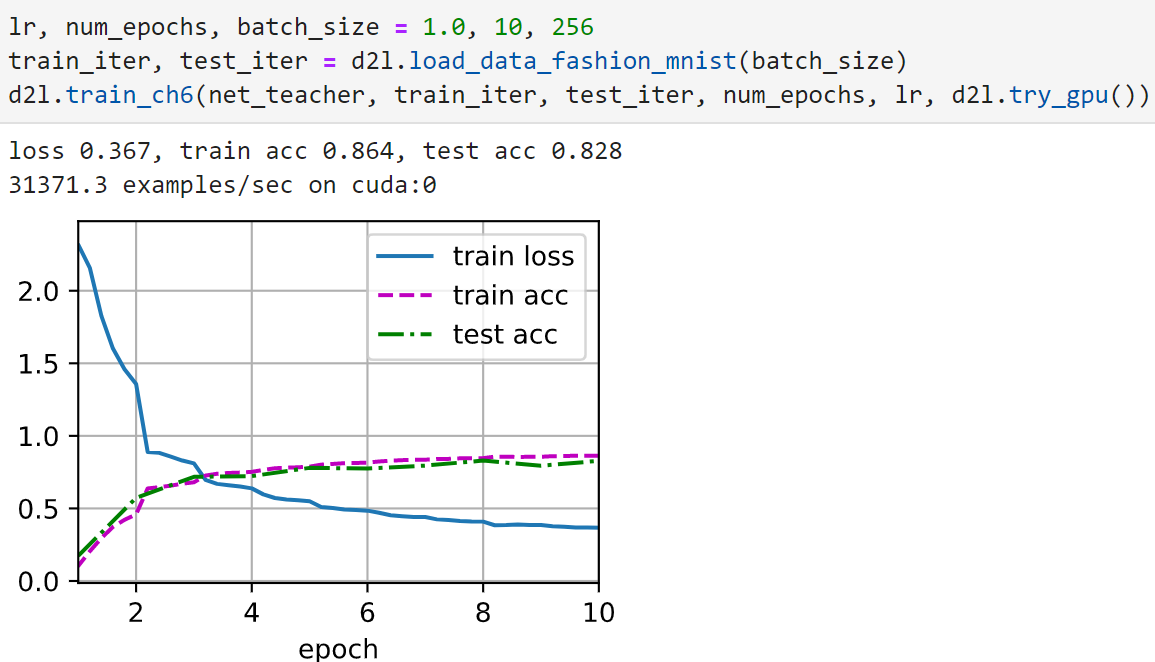 lr, num_epochs, batch_size = 1.0, 10, 256
train_iter, test_iter = d2l.load_data_fashion_mnist(batch_size)
d2l.train_ch6(net_teacher, train_iter, test_iter, num_epochs, lr, d2l.try_gpu())
loss 0.367, train acc 0.864, test acc 0.828
31371.3 examples/sec on cuda:0
train loss
train acc
test acc
2.0
1.5
1.0
0.5
0.0
2 4 6 8 10
epoch